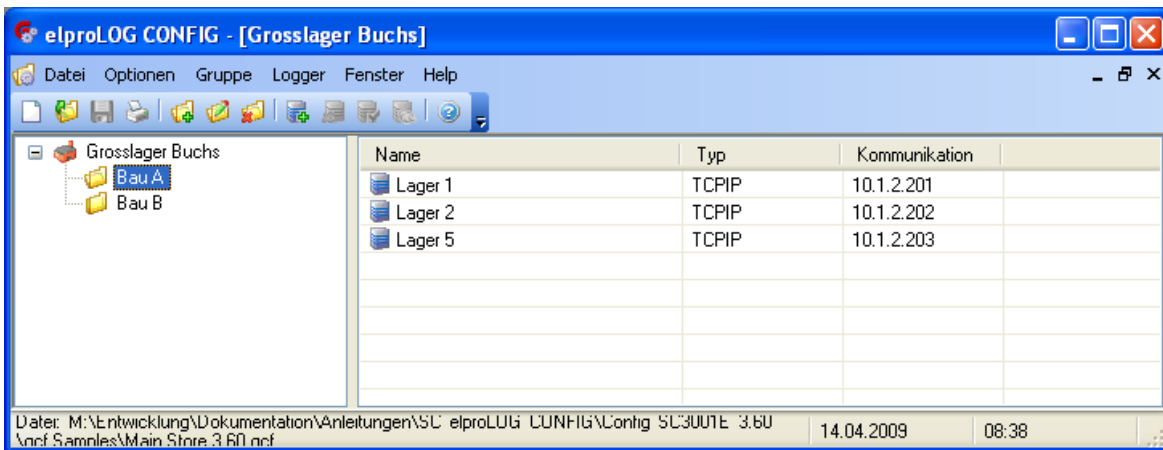 elproLOG CONFIG - [Grosslager Buchs]
Datei Optionen Gruppe Logger Fenster Help
Grosslager Buchs
Bau A
Bau B
Name Typ Kommunikation
Lager 1 TCPIP 10.1.2.201
Lager 2 TCPIP 10.1.2.202
Lager 5 TCPIP 10.1.2.203
Datei: M:\Entwicklung\Dokumentation\Anleitungen\SC elproLOG CONFIG\Config SC3001E 3.60
\gcf Samples\Main Store 3.60.gcf
14.04.2009 08:38